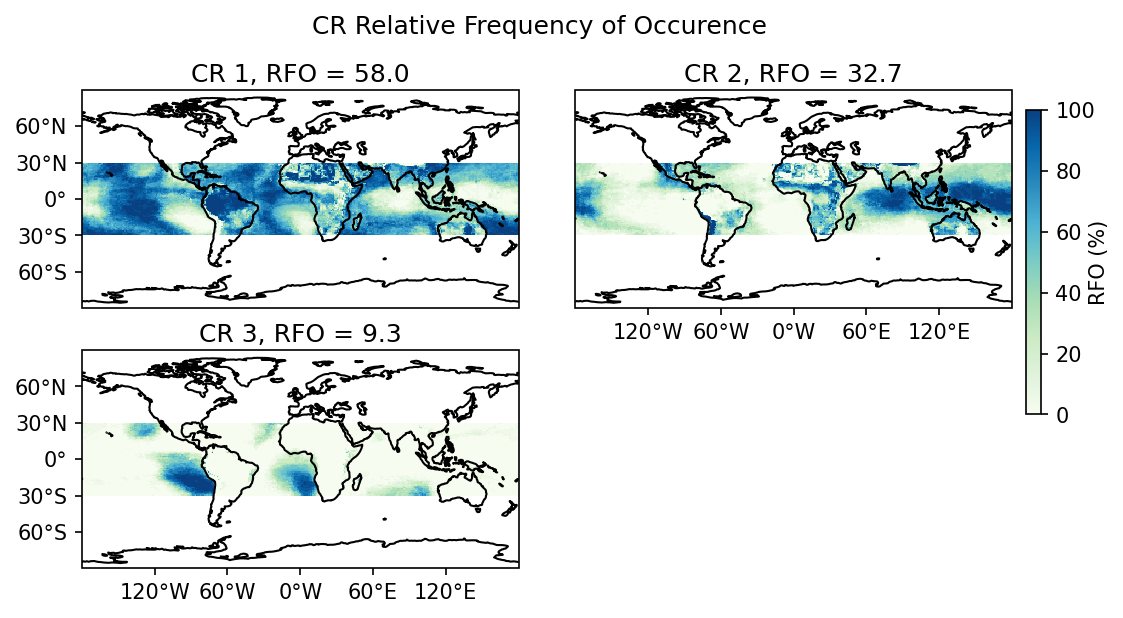 CR Relative Frequency of Occurence
CR 1, RFO = 58.0
60°N
30°N
0°
30°S
60°S
CR 2, RFO = 32.7
120°W 60°W 0°W 60°E 120°E
100
80
60
40
20
0
RFO (%)
CR 3, RFO = 9.3
60°N
30°N
0°
30°S
60°S
120°W 60°W 0°W 60°E 120°E